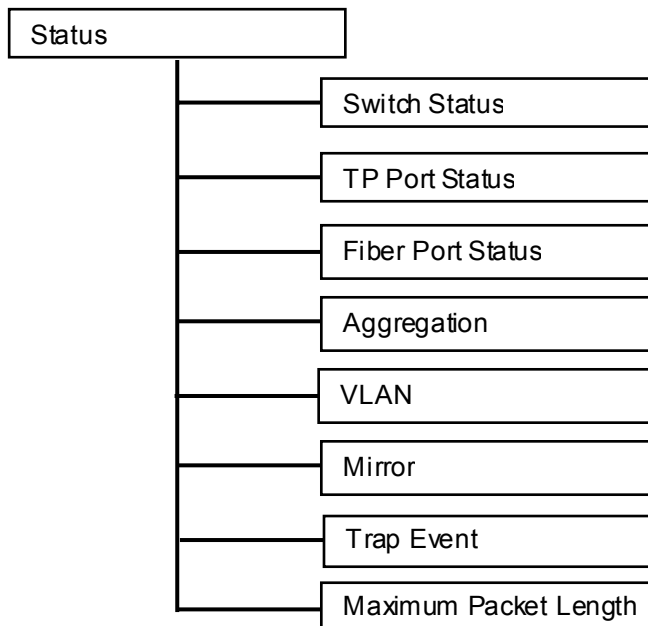 Status
Switch Status
TP Port Status
Fiber Port Status
Aggregation
VLAN
Mirror
Trap Event
Maximum Packet Length